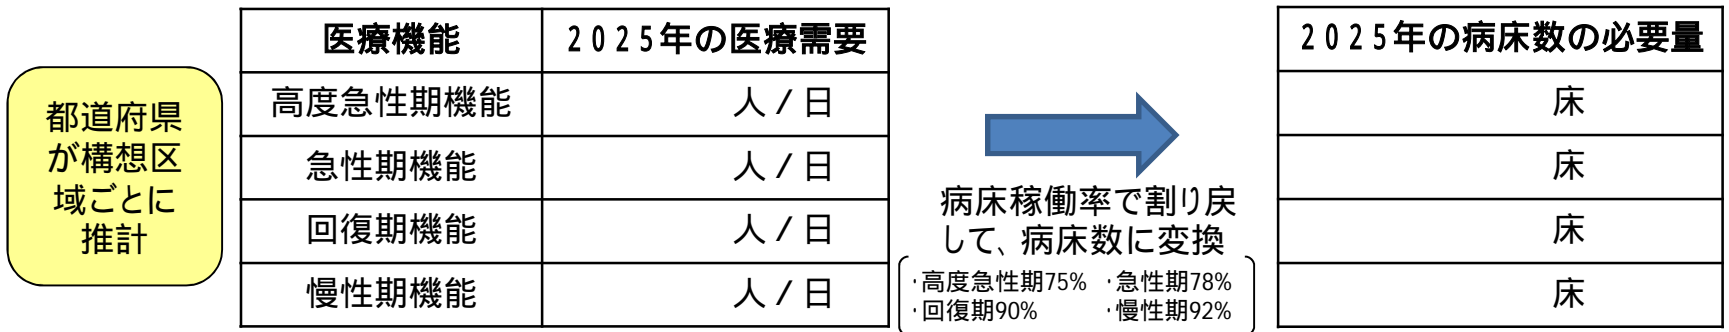 都道府県
が構想区
域ごとに
推計
医療機能 2025年の医療需要
高度急性期機能 人/日
急性期機能 人/日
回復期機能 人/日
慢性期機能 人/日
病床稼働率で割り戻
して、病床数に変換
・高度急性期75% ・急性期78%
・回復期90% ・慢性期92%
2025年の病床数の必要量
床
床
床
床